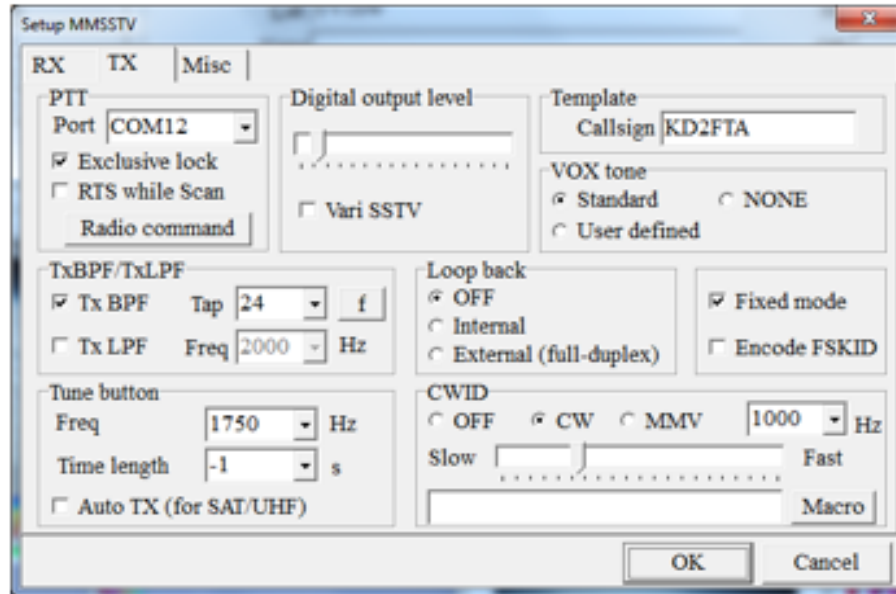 Setup MMSSTV
RX TX Misc
PTT
Port COM12
Exclusive lock
RTS while Scan
Radio command
Digital output level
Vari SSTV
Template
Callsign KD2FTA
VOX tone
Standard NONE
User defined
TxBPF/TxLPF
Tx BPF Tap 24 f
Tx LPF Freq 2000 Hz
Loop back
OFF
Internal
External (full-duplex)
Fixed mode
Encode FSKID
Tune button
Freq 1750 Hz
Time length -1 s
Auto TX (for SAT/UHF)
CWID
OFF CW MMV 1000 Hz
Slow Fast
Macro
OK Cancel